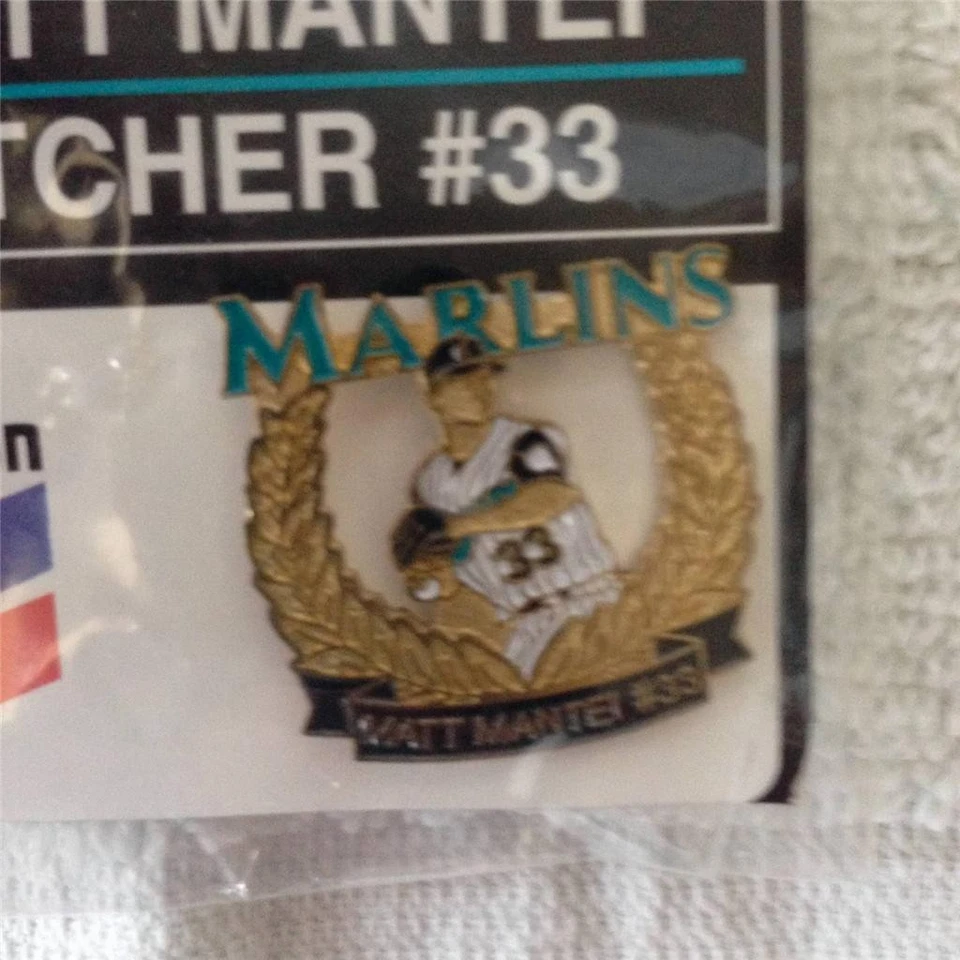 TT MANTEI
TCHER #33
MARLINS
n
33
MATT MANTEI #33